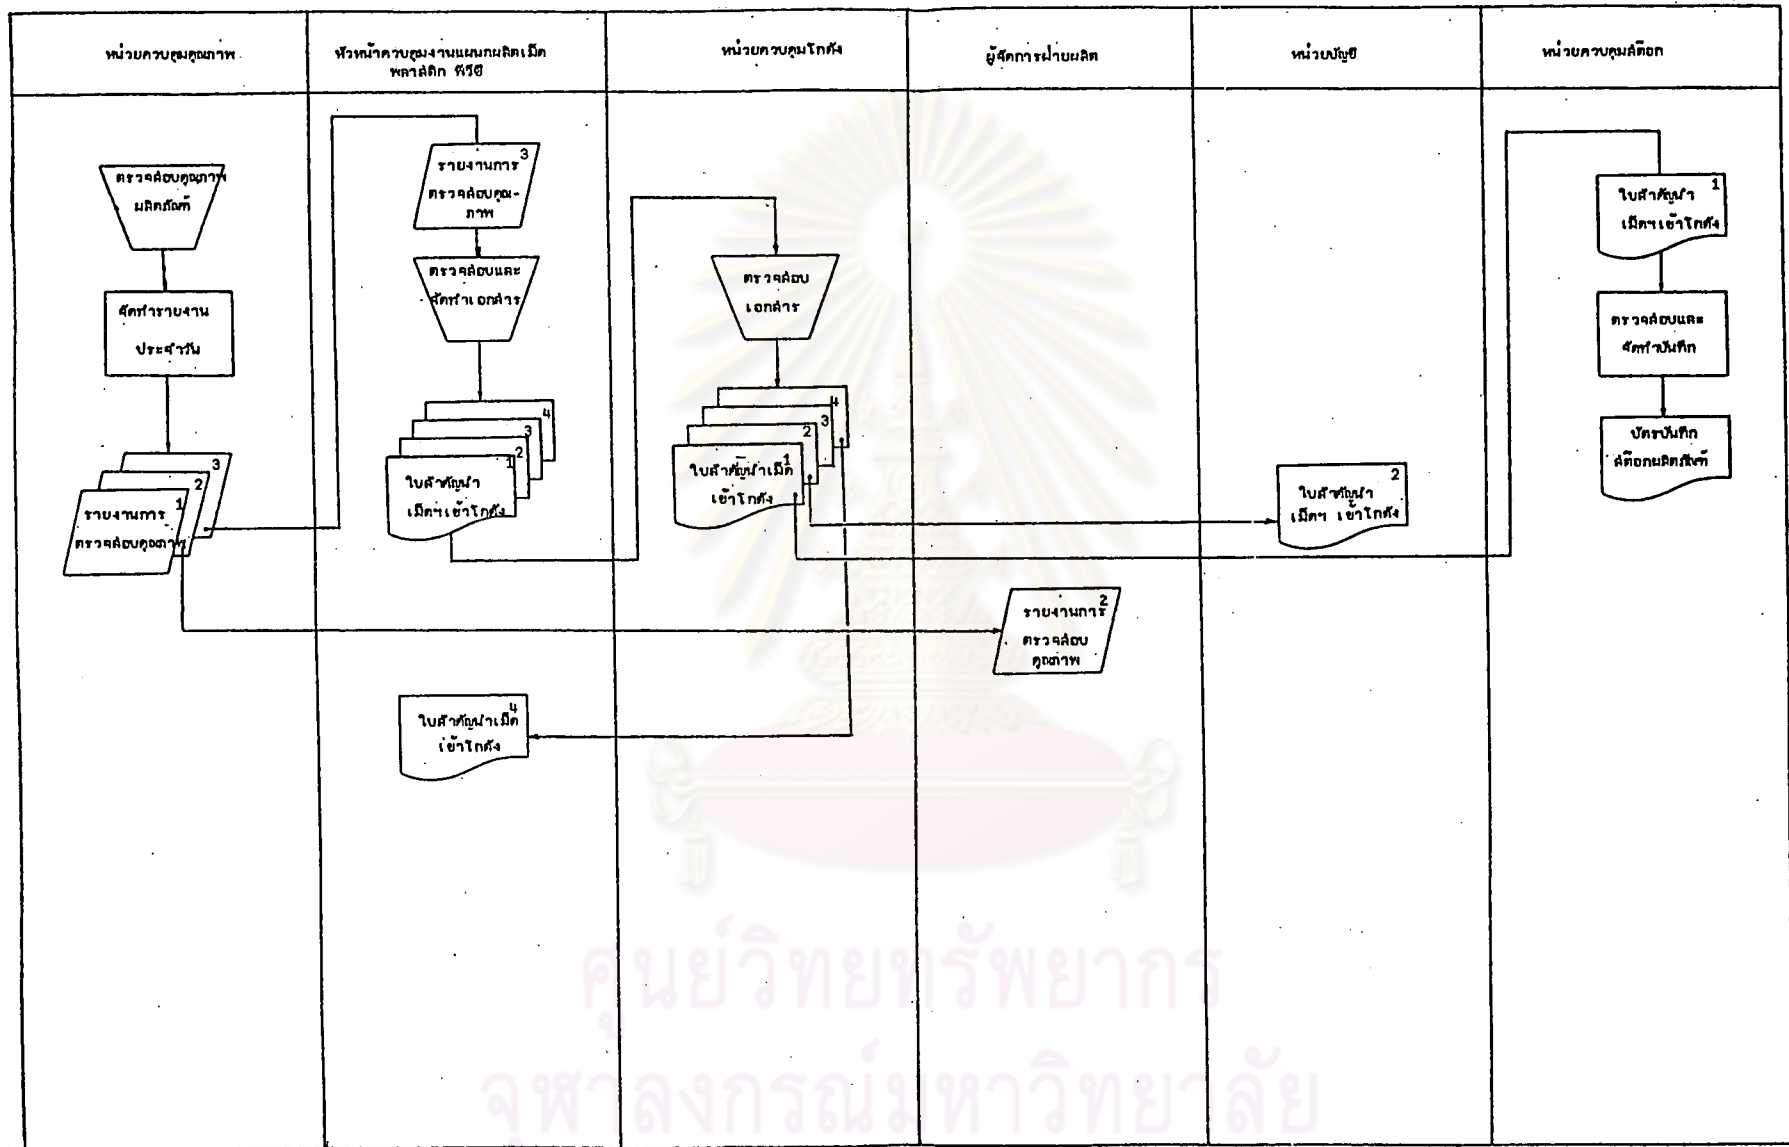 หน่วยควบคุมคุณภาพ
หัวหน้าควบคุมงานแผนกผลิตเม็ด
พลาสติก พีวีซี
หน่วยควบคุมโกดัง
ผู้จัดการฝ่ายผลิต
หน่วยบัญชี
หน่วยควบคุมสต๊อก
ตรวจสอบคุณภาพ
ผลิตภัณฑ์
จัดทำรายงาน
ประจำวัน
3
2
1
รายงานการ
ตรวจสอบคุณภาพ
3
รายงานการ
ตรวจสอบคุณ-
ภาพ
ตรวจสอบและ
จัดทำเอกสาร
4
3
2
1
ใบสำคัญนำ
เม็ดฯเข้าโกดัง
4
ใบสำคัญนำเม็ด
เข้าโกดัง
ตรวจสอบ
เอกสาร
4
3
2
1
ใบสำคัญนำเม็ด
เข้าโกดัง
2
รายงานการ
ตรวจสอบ
คุณภาพ
2
ใบสำคัญนำ
เม็ดฯ เข้าโกดัง
1
ใบสำคัญนำ
เม็ดฯเข้าโกดัง
ตรวจสอบและ
จัดทำบันทึก
บัตรบันทึก
สต๊อกผลิตภัณฑ์
ศูนย์วิทยทรัพยากร
จุฬาลงกรณ์มหาวิทยาลัย